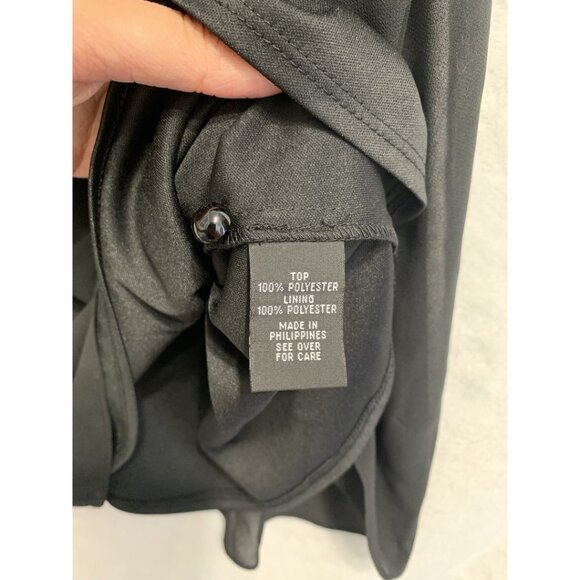 TOP
100% POLYESTER
LINING
100% POLYESTER
MADE IN
PHILIPPINES
SEE OVER
FOR CARE